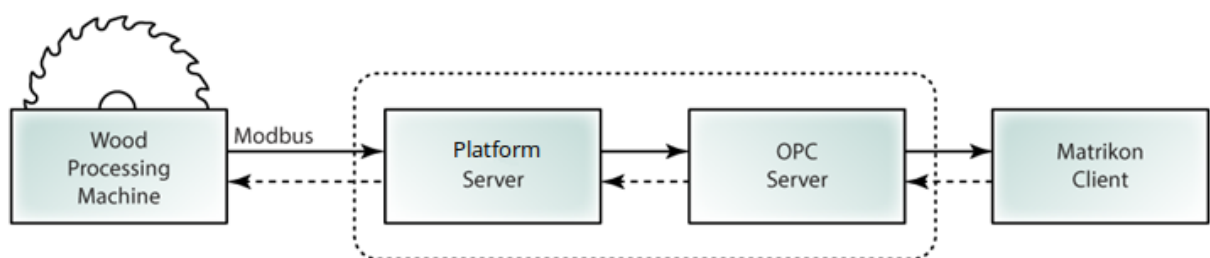 Wood
Processing
Machine
Modbus
Platform
Server
OPC
Server
Matrikon
Client